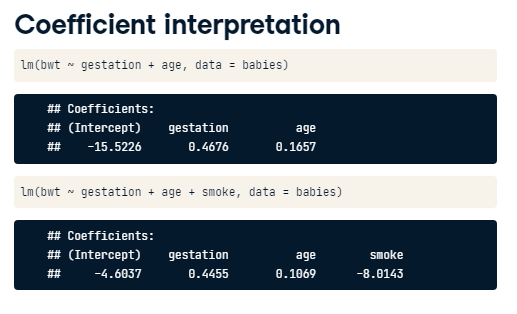 Coefficient interpretation
lm(bwt ~ gestation + age, data = babies)
## Coefficients:
## (Intercept)    gestation          age
##    -15.5226       0.4676       0.1657
lm(bwt ~ gestation + age + smoke, data = babies)
## Coefficients:
## (Intercept)    gestation          age        smoke
##     -4.6037       0.4455       0.1069      -8.0143